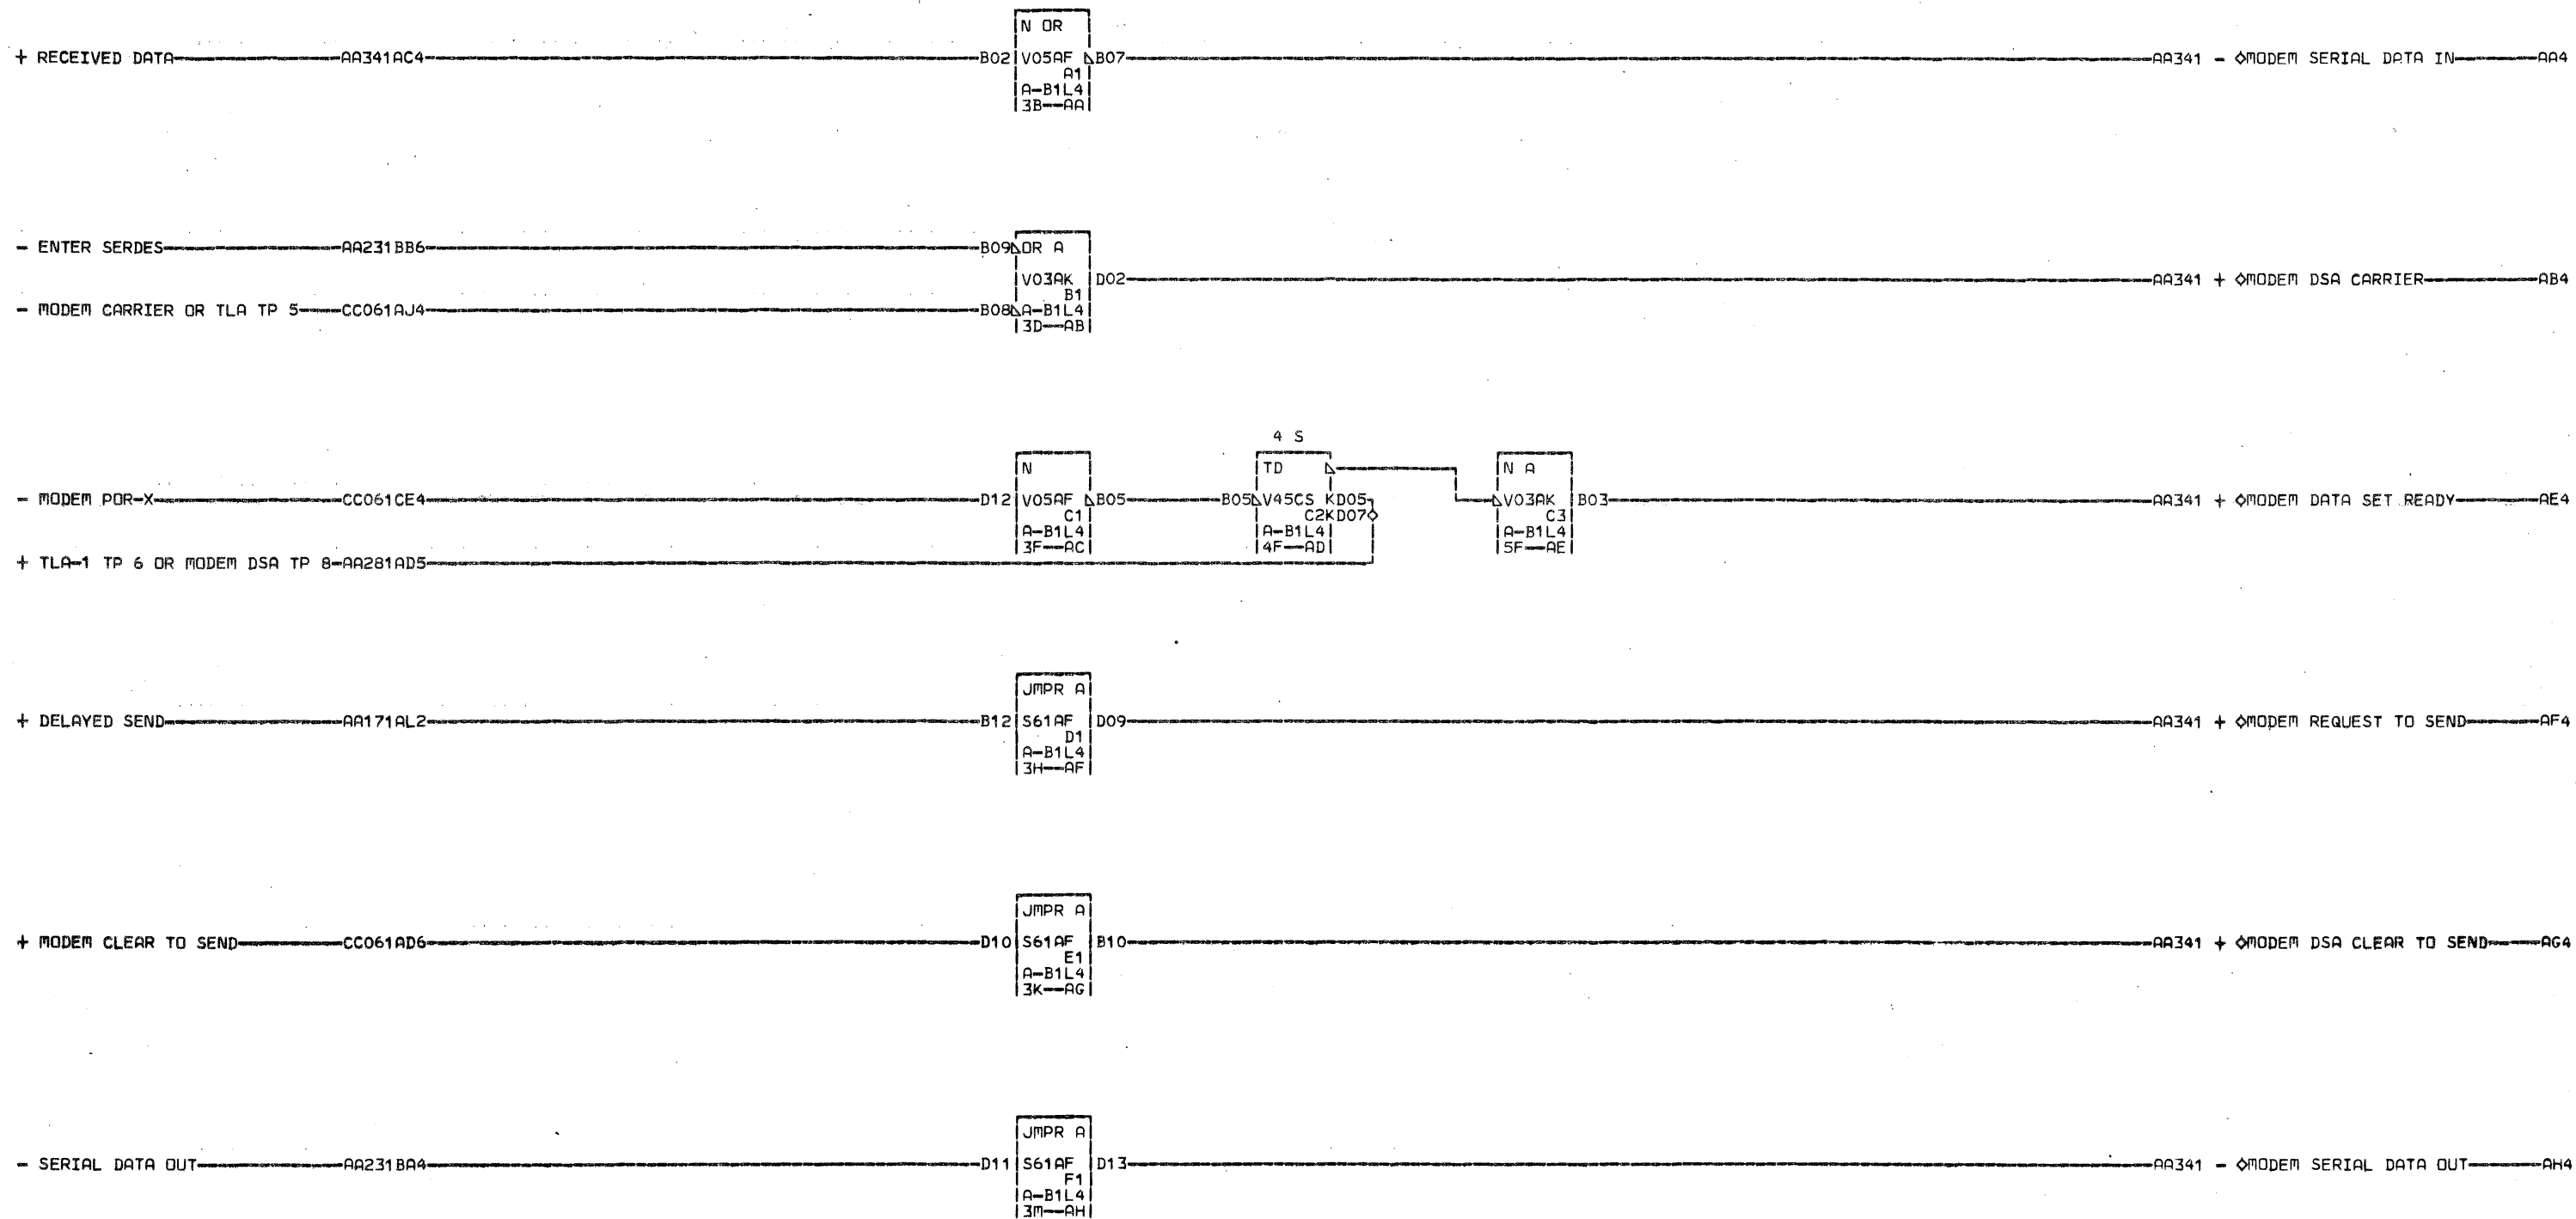 N OR
+ RECEIVED DATA AA341AC4 B02 V05AF B07 AA341 - ◇MODEM SERIAL DATA IN AA4
A1
A-B1L4
3B--AA
- ENTER SERDES AA231BB6 B09 OR A
V03AK D02 AA341 + ◇MODEM DSA CARRIER AB4
B1
- MODEM CARRIER OR TLA TP 5 CC061AJ4 B08 A-B1L4
3D--AB
4 S
N TD N A
- MODEM POR-X CC061CE4 D12 V05AF B05 B05 V45CS KD05 V03AK B03 AA341 + ◇MODEM DATA SET READY AE4
C1 C2KD07◇ C3
A-B1L4 A-B1L4 A-B1L4
3F--AC 4F--AD 5F--AE
+ TLA-1 TP 6 OR MODEM DSA TP 8-AA281AD5
JMPR A
+ DELAYED SEND AA171AL2 B12 S61AF D09 AA341 + ◇MODEM REQUEST TO SEND AF4
D1
A-B1L4
3H--AF
JMPR A
+ MODEM CLEAR TO SEND CC061AD6 D10 S61AF B10 AA341 + ◇MODEM DSA CLEAR TO SEND AG4
E1
A-B1L4
3K--AG
JMPR A
- SERIAL DATA OUT AA231BA4 D11 S61AF D13 AA341 - ◇MODEM SERIAL DATA OUT AH4
F1
A-B1L4
3M--AH